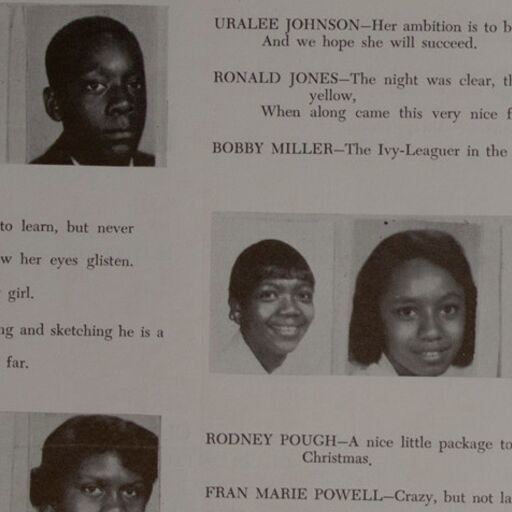 URALEE JOHNSON—Her ambition is to b
And we hope she will succeed.
RONALD JONES—The night was clear, th
yellow,
When along came this very nice f
BOBBY MILLER—The Ivy-Leaguer in the
to learn, but never
w her eyes glisten.
girl.
ng and sketching he is a
far.
RODNEY POUGH—A nice little package to
Christmas.
FRAN MARIE POWELL—Crazy, but not la